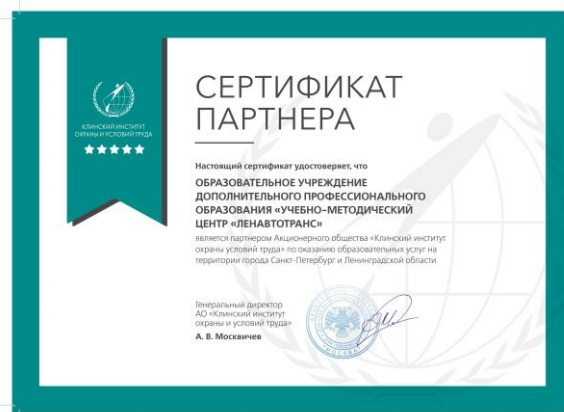 КЛИНСКИЙ ИНСТИТУТ
ОХРАНЫ И УСЛОВИЙ ТРУДА
СЕРТИФИКАТ
ПАРТНЕРА
Настоящий сертификат удостоверяет, что
ОБРАЗОВАТЕЛЬНОЕ УЧРЕЖДЕНИЕ
ДОПОЛНИТЕЛЬНОГО ПРОФЕССИОНАЛЬНОГО
ОБРАЗОВАНИЯ «УЧЕБНО-МЕТОДИЧЕСКИЙ
ЦЕНТР «ЛЕНАВТОТРАНС»
является партнером Акционерного общества «Клинский институт
охраны условий труда» по оказанию образовательных услуг на
территории города Санкт-Петербург и Ленинградской области
Генеральный директор
АО «Клинский институт
охраны и условий труда»
А. В. Москвичев
МОСКВА